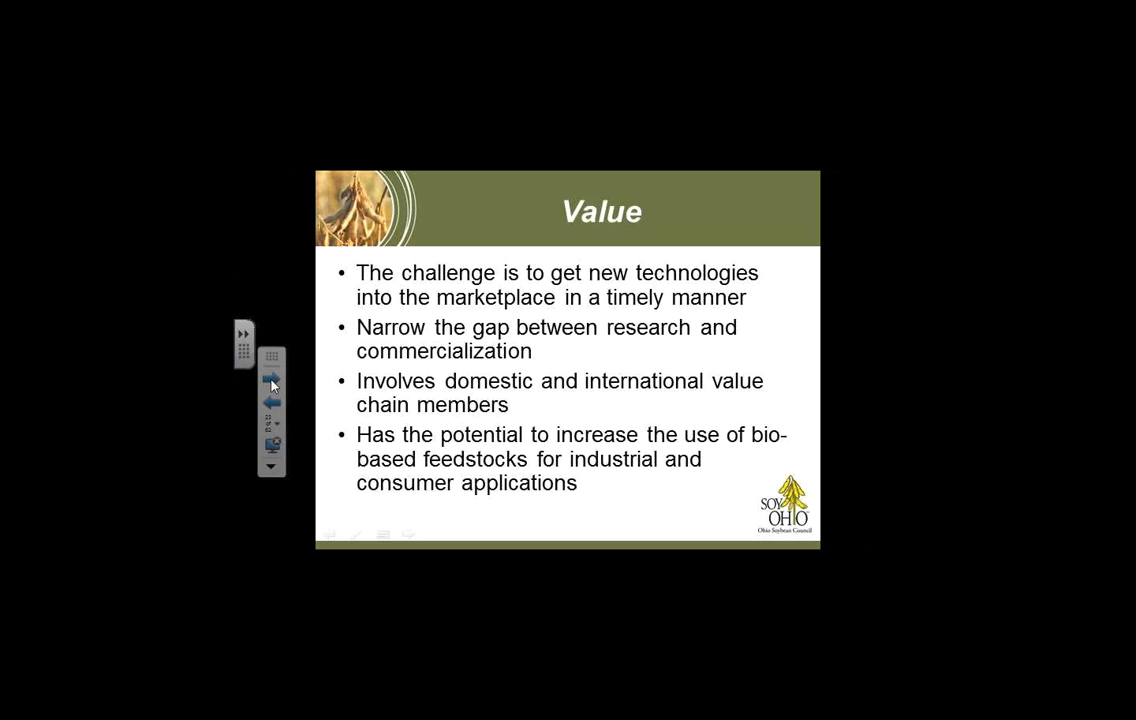 Value
• The challenge is to get new technologies
into the marketplace in a timely manner
• Narrow the gap between research and
commercialization
• Involves domestic and international value
chain members
• Has the potential to increase the use of bio-
based feedstocks for industrial and
consumer applications
SOY
OHIO
Ohio Soybean Council